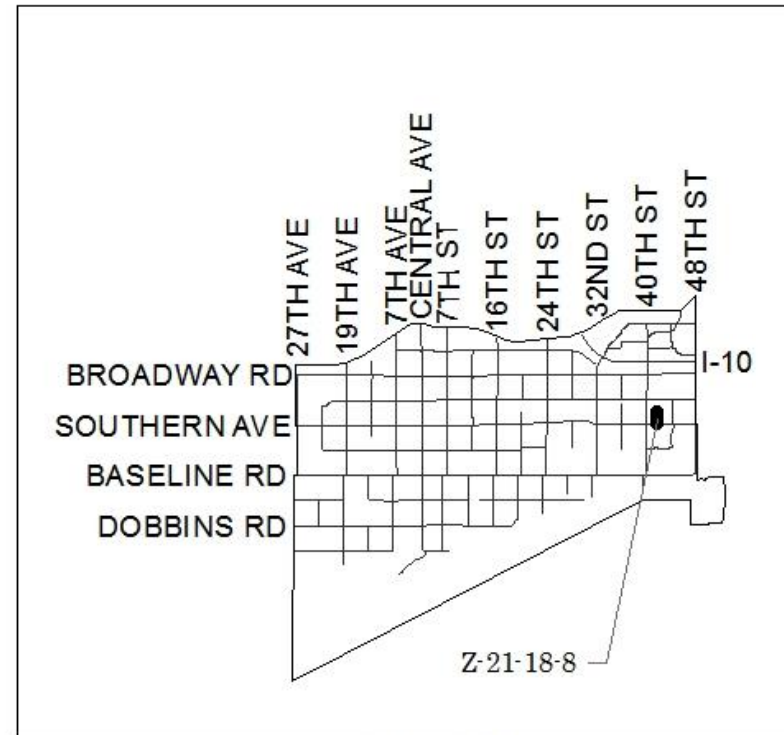 27TH AVE
19TH AVE
7TH AVE
CENTRAL AVE
7TH ST
16TH ST
24TH ST
32ND ST
40TH ST
48TH ST
I-10
BROADWAY RD
SOUTHERN AVE
BASELINE RD
DOBBINS RD
Z-21-18-8